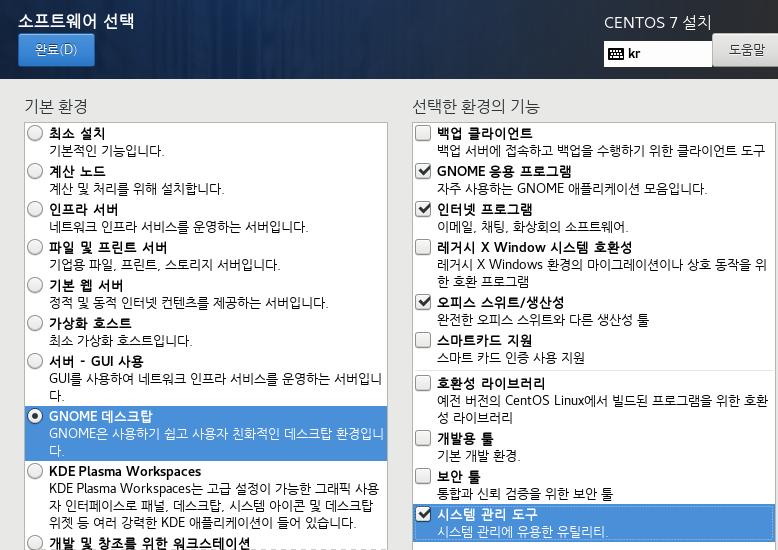 소프트웨어 선택
CENTOS 7 설치
완료(D)
kr
도움말
기본 환경
최소 설치
기본적인 기능입니다.
계산 노드
계산 및 처리를 위해 설치합니다.
인프라 서버
네트워크 인프라 서비스를 운영하는 서버입니다.
파일 및 프린트 서버
기업용 파일, 프린트, 스토리지 서버입니다.
기본 웹 서버
정적 및 동적 인터넷 컨텐츠를 제공하는 서버입니다.
가상화 호스트
최소 가상화 호스트입니다.
서버 - GUI 사용
GUI를 사용하여 네트워크 인프라 서비스를 운영하는 서버입니
다.
GNOME 데스크탑
GNOME은 사용하기 쉽고 사용자 친화적인 데스크탑 환경입니
다.
KDE Plasma Workspaces
KDE Plasma Workspaces는 고급 설정이 가능한 그래픽 사용
자 인터페이스로 패널, 데스크탑, 시스템 아이콘 및 데스크탑
위젯 등 여러 강력한 KDE 애플리케이션이 들어 있습니다.
개발 및 창조를 위한 워크스테이션
선택한 환경의 기능
백업 클라이언트
백업 서버에 접속하고 백업을 수행하기 위한 클라이언트 도구
GNOME 응용 프로그램
자주 사용하는 GNOME 애플리케이션 모음입니다.
인터넷 프로그램
이메일, 채팅, 화상회의 소프트웨어.
레거시 X Window 시스템 호환성
레거시 X Windows 환경의 마이그레이션이나 상호 동작을 위
한 호환 프로그램
오피스 스위트/생산성
완전한 오피스 스위트와 다른 생산성 툴
스마트카드 지원
스마트 카드 인증 사용 지원
호환성 라이브러리
예전 버전의 CentOS Linux에서 빌드된 프로그램을 위한 호환
성 라이브러리
개발용 툴
기본 개발 환경.
보안 툴
통합과 신뢰 검증을 위한 보안 툴
시스템 관리 도구
시스템 관리에 유용한 유틸리티.